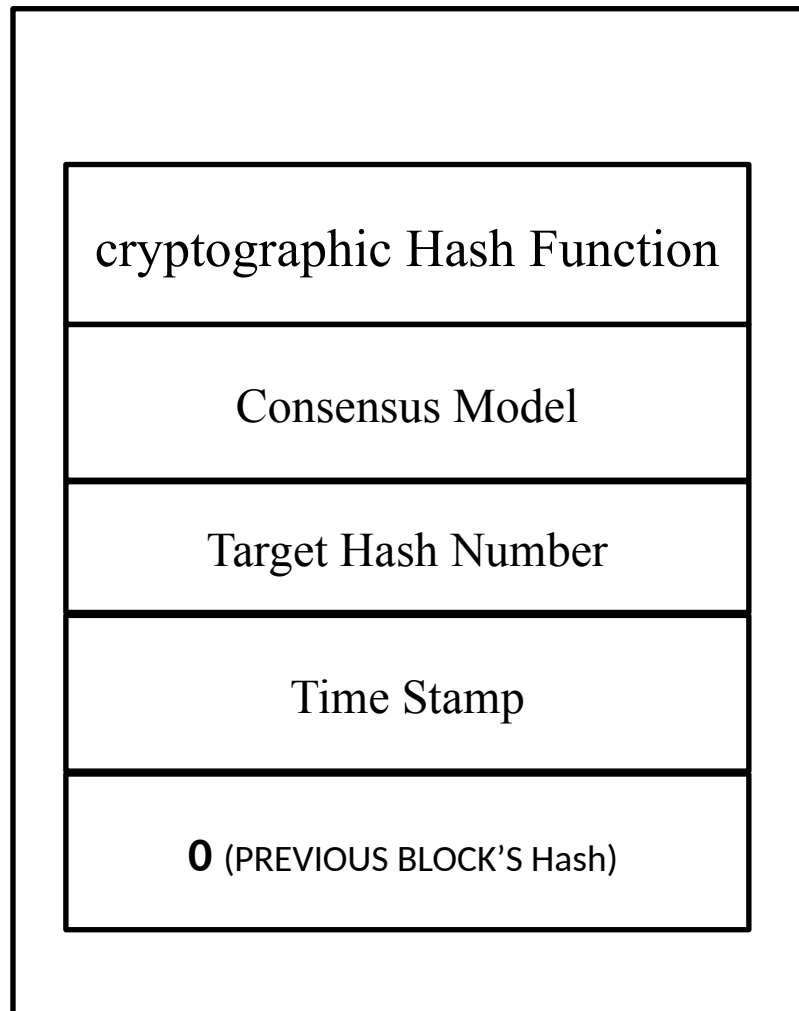 cryptographic Hash Function
Consensus Model
Target Hash Number
Time Stamp
0 (PREVIOUS BLOCK’S Hash)